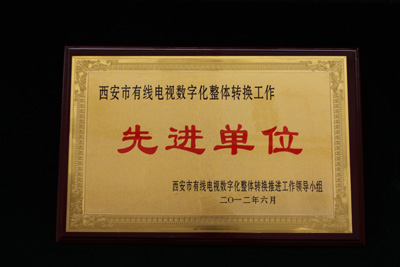 西安市有线电视数字化整体转换工作
先进单位
西安市有线电视数字化整体转换推进工作领导小组
二〇一二年六月